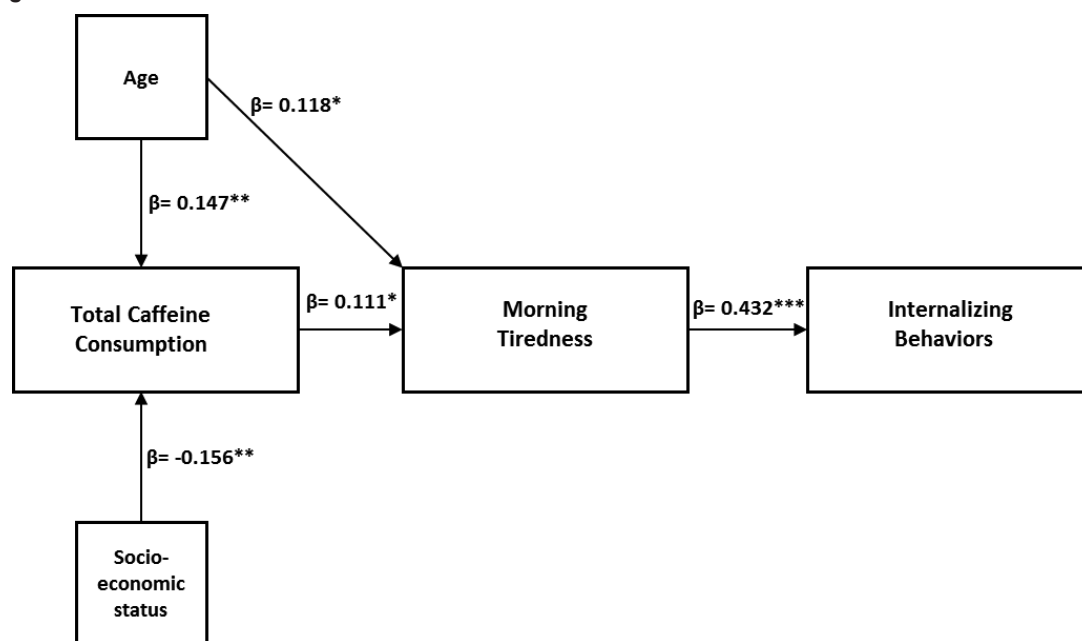 Age
β= 0.118*
β= 0.147**
Total Caffeine
Consumption
β= 0.111*
Morning
Tiredness
β= 0.432***
Internalizing
Behaviors
β= -0.156**
Socio-
economic
status